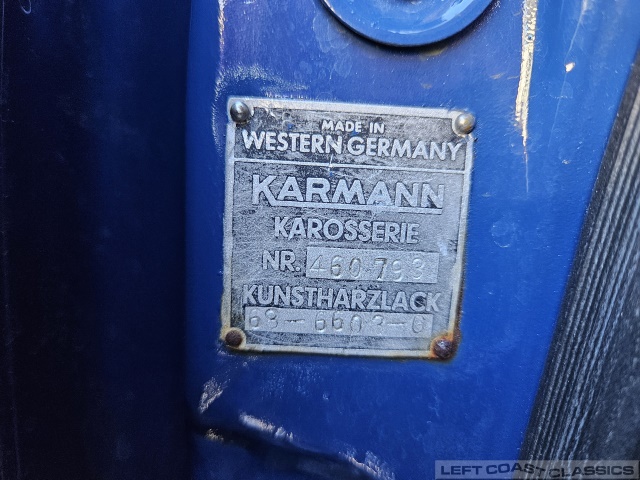 MADE IN
WESTERN GERMANY
KARMANN
KAROSSERIE
NR. 460 793
KUNSTHARZLACK
LEFT COAST CLASSICS